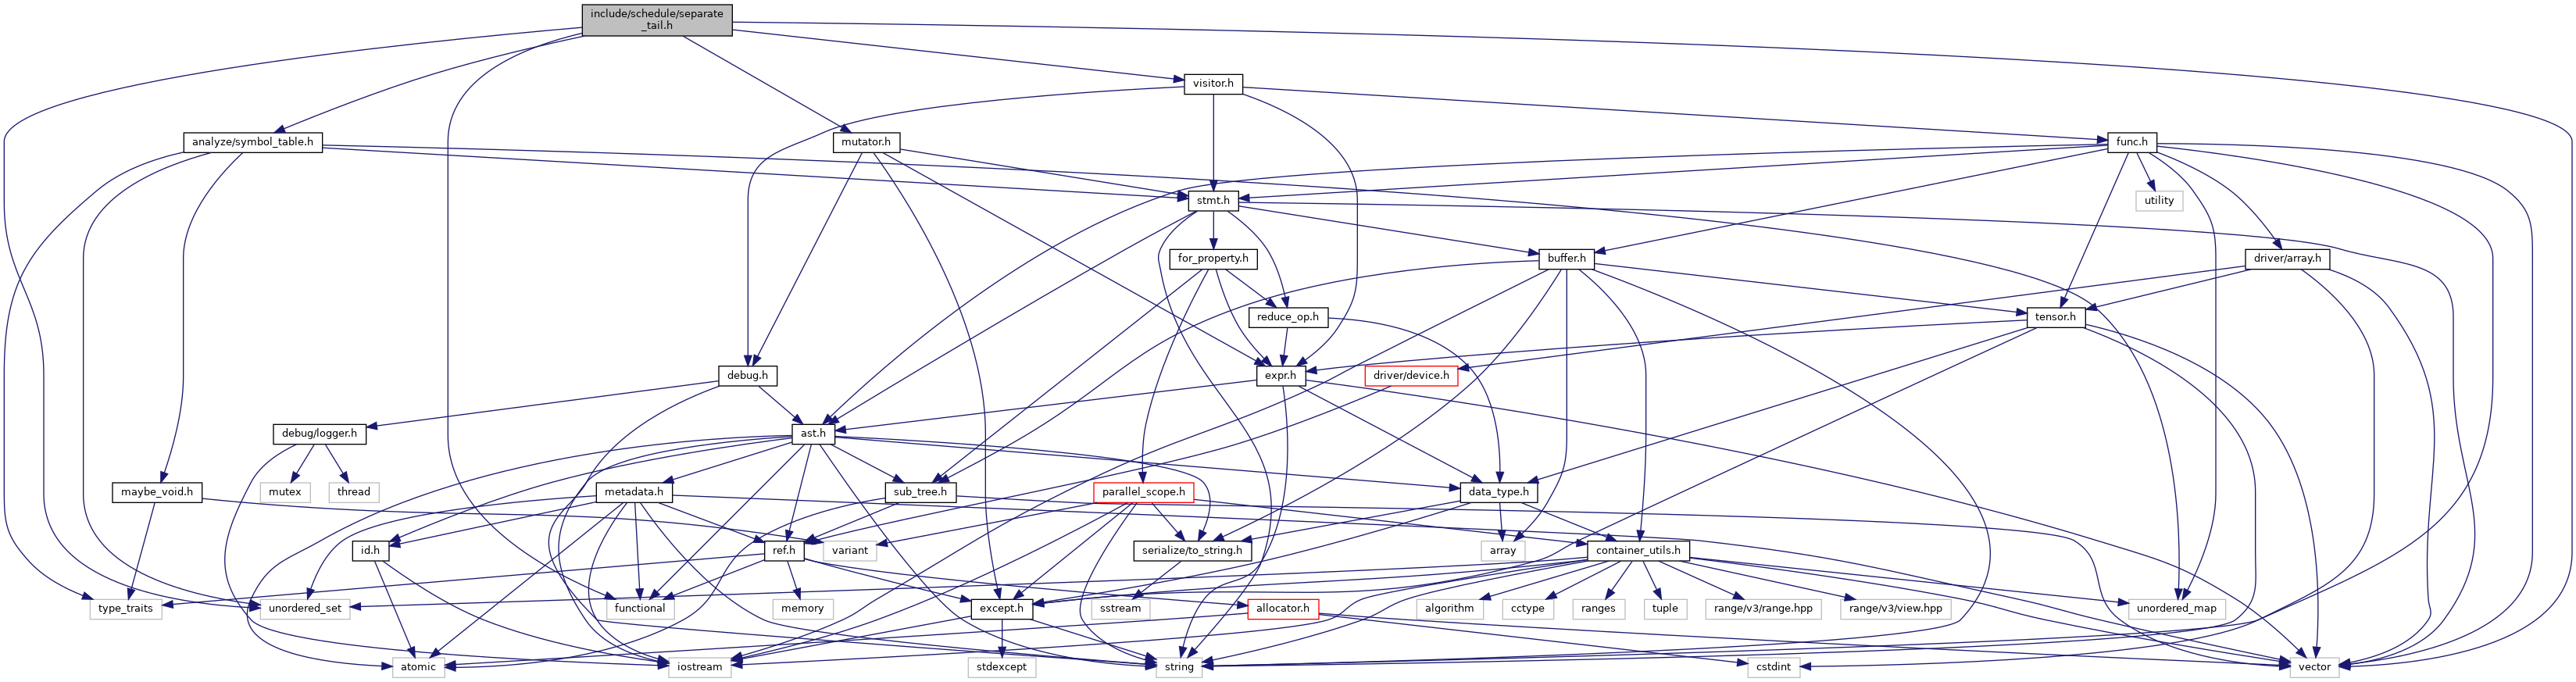 include/schedule/separate
_tail.h
visitor.h
analyze/symbol_table.h
mutator.h
func.h
stmt.h
utility
for_property.h
buffer.h
driver/array.h
reduce_op.h
tensor.h
debug.h
expr.h
driver/device.h
debug/logger.h
ast.h
mutex
thread
maybe_void.h
metadata.h
sub_tree.h
parallel_scope.h
data_type.h
id.h
ref.h
variant
serialize/to_string.h
array
container_utils.h
type_traits
unordered_set
functional
memory
except.h
sstream
allocator.h
algorithm
cctype
ranges
tuple
range/v3/range.hpp
range/v3/view.hpp
unordered_map
atomic
iostream
stdexcept
string
cstdint
vector